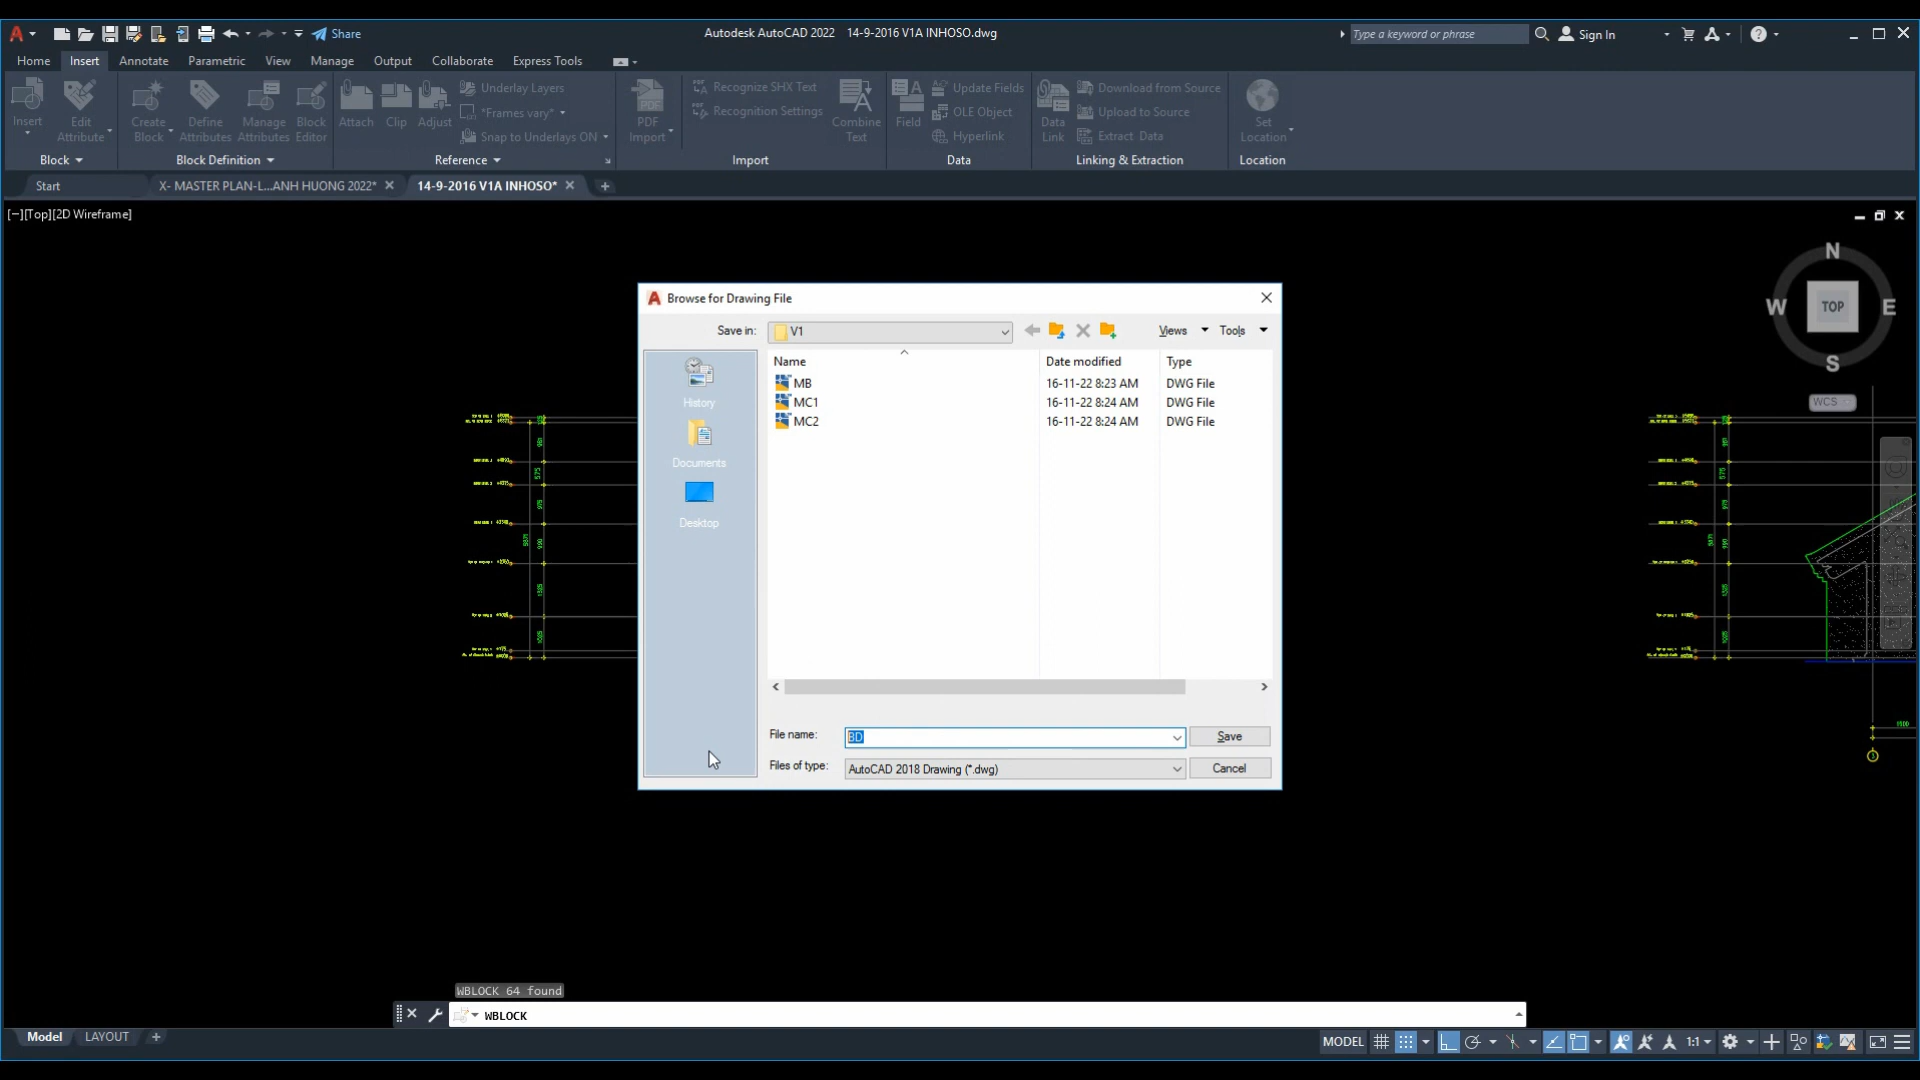 Share
Autodesk AutoCAD 2022 14-9-2016 V1A INHOSO.dwg
Type a keyword or phrase
Sign In
Home Insert Annotate Parametric View Manage Output Collaborate Express Tools
Insert
Edit Attribute
Create Block
Define Attributes
Manage Attributes
Block Editor
Attach
Clip
Adjust
Underlay Layers
*Frames vary*
Snap to Underlays ON
PDF Import
Recognize SHX Text
Recognition Settings
Combine Text
Field
Update Fields
OLE Object
Hyperlink
Data Link
Download from Source
Upload to Source
Extract Data
Set Location
Block
Block Definition
Reference
Import
Data
Linking & Extraction
Location
Start
X- MASTER PLAN-L...ANH HUONG 2022*
14-9-2016 V1A INHOSO*
[−][Top][2D Wireframe]
N
W TOP E
S
WCS
Browse for Drawing File
Save in: V1
Views Tools
History
Documents
Desktop
Name Date modified Type
MB 16-11-22 8:23 AM DWG File
MC1 16-11-22 8:24 AM DWG File
MC2 16-11-22 8:24 AM DWG File
File name: BD Save
Files of type: AutoCAD 2018 Drawing (*.dwg) Cancel
575
WBLOCK 64 found
WBLOCK
Model LAYOUT
MODEL 1:1